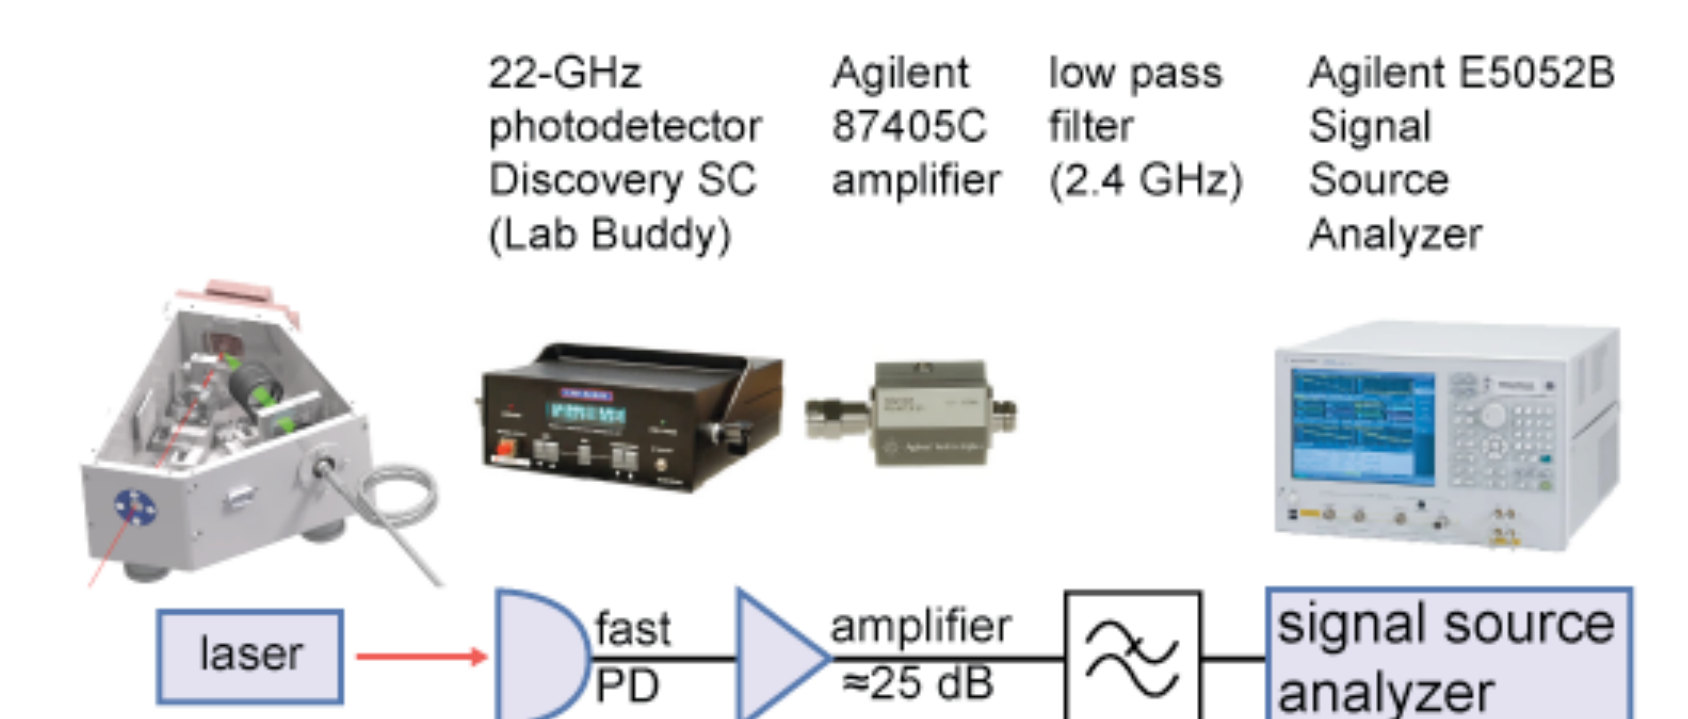 22-GHz
photodetector
Discovery SC
(Lab Buddy)
Agilent
87405C
amplifier
low pass
filter
(2.4 GHz)
Agilent E5052B
Signal
Source
Analyzer
laser
fast
PD
amplifier
≈25 dB
signal source
analyzer